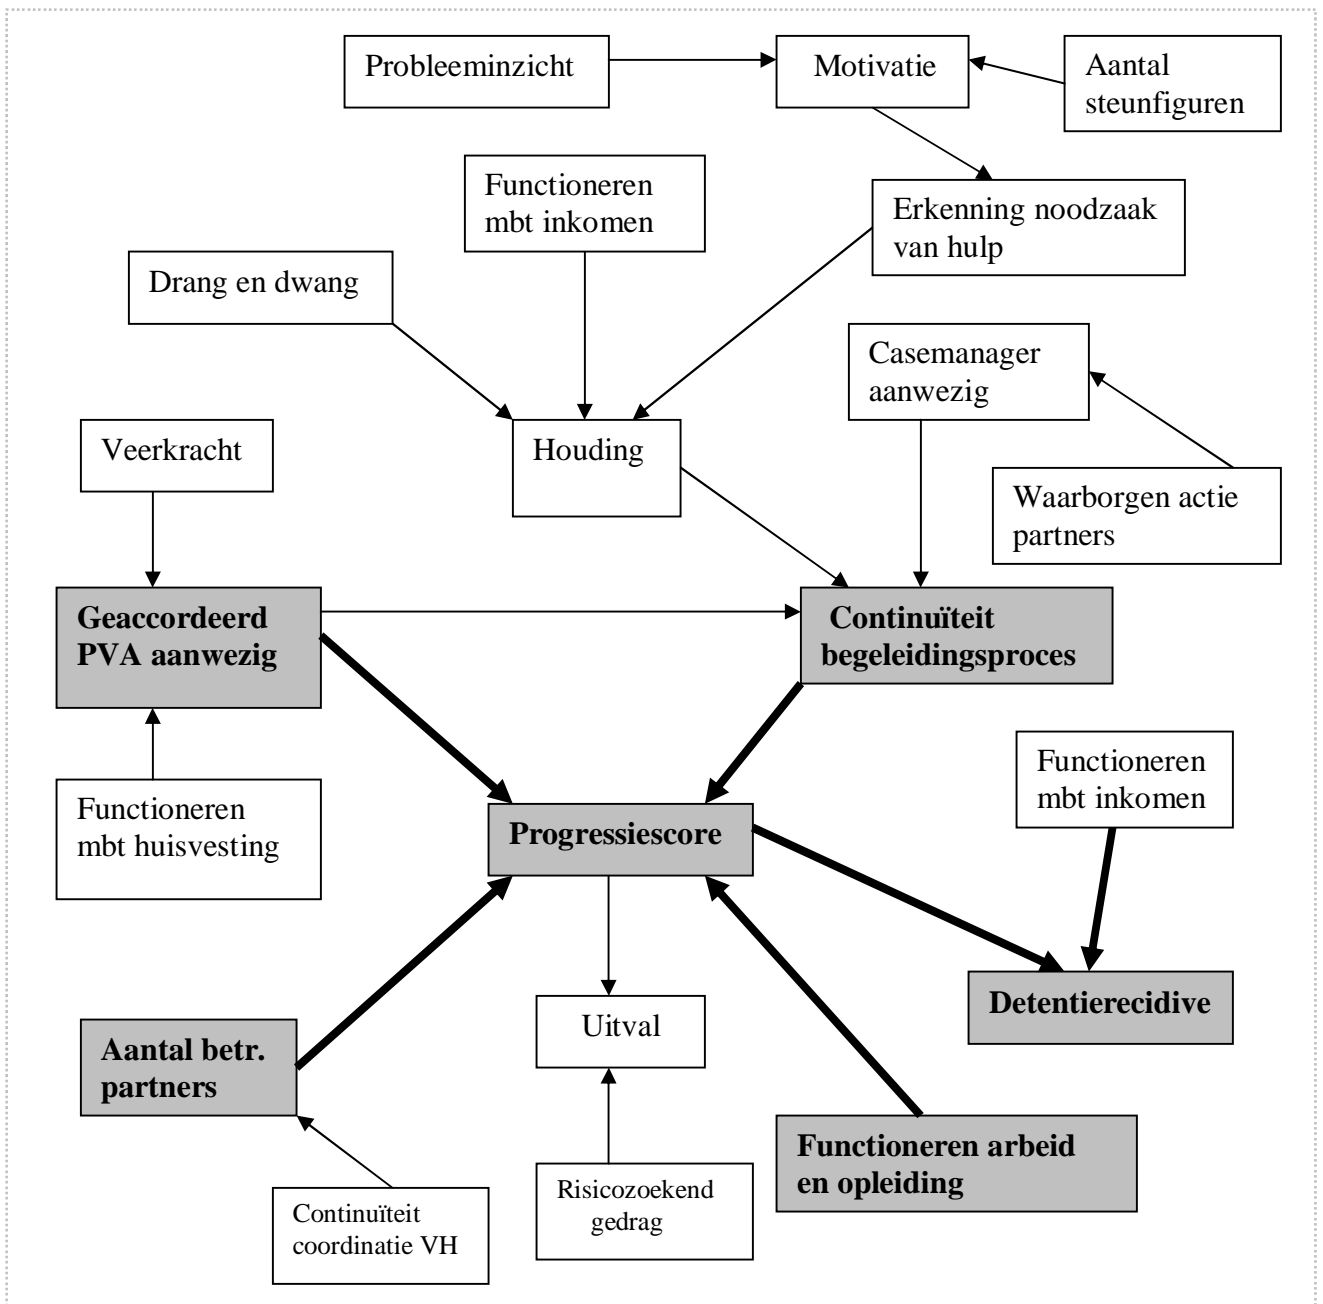 Probleeminzicht
Motivatie
Aantal
steunfiguren
Functioneren
mbt inkomen
Erkenning noodzaak
van hulp
Drang en dwang
Casemanager
aanwezig
Veerkracht
Houding
Waarborgen actie
partners
Geaccordeerd
PVA aanwezig
Continuïteit
begeleidingsproces
Functioneren
mbt inkomen
Functioneren
mbt huisvesting
Progressiescore
Detentierecidive
Uitval
Aantal betr.
partners
Functioneren arbeid
en opleiding
Risicozoekend
gedrag
Continuïteit
coordinatie VH